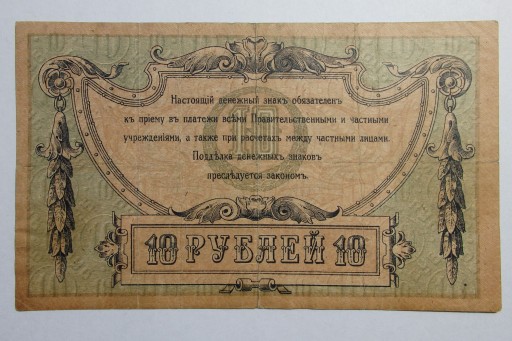 Настоящій денежный знакъ обязателенъ
къ пріему въ платежи всѣми Правительственными и частными
учрежденіями, а также при расчетахъ между частными лицами.
Поддѣлка денежныхъ знаковъ
преслѣдуется закономъ.
10 РУБЛЕЙ 10